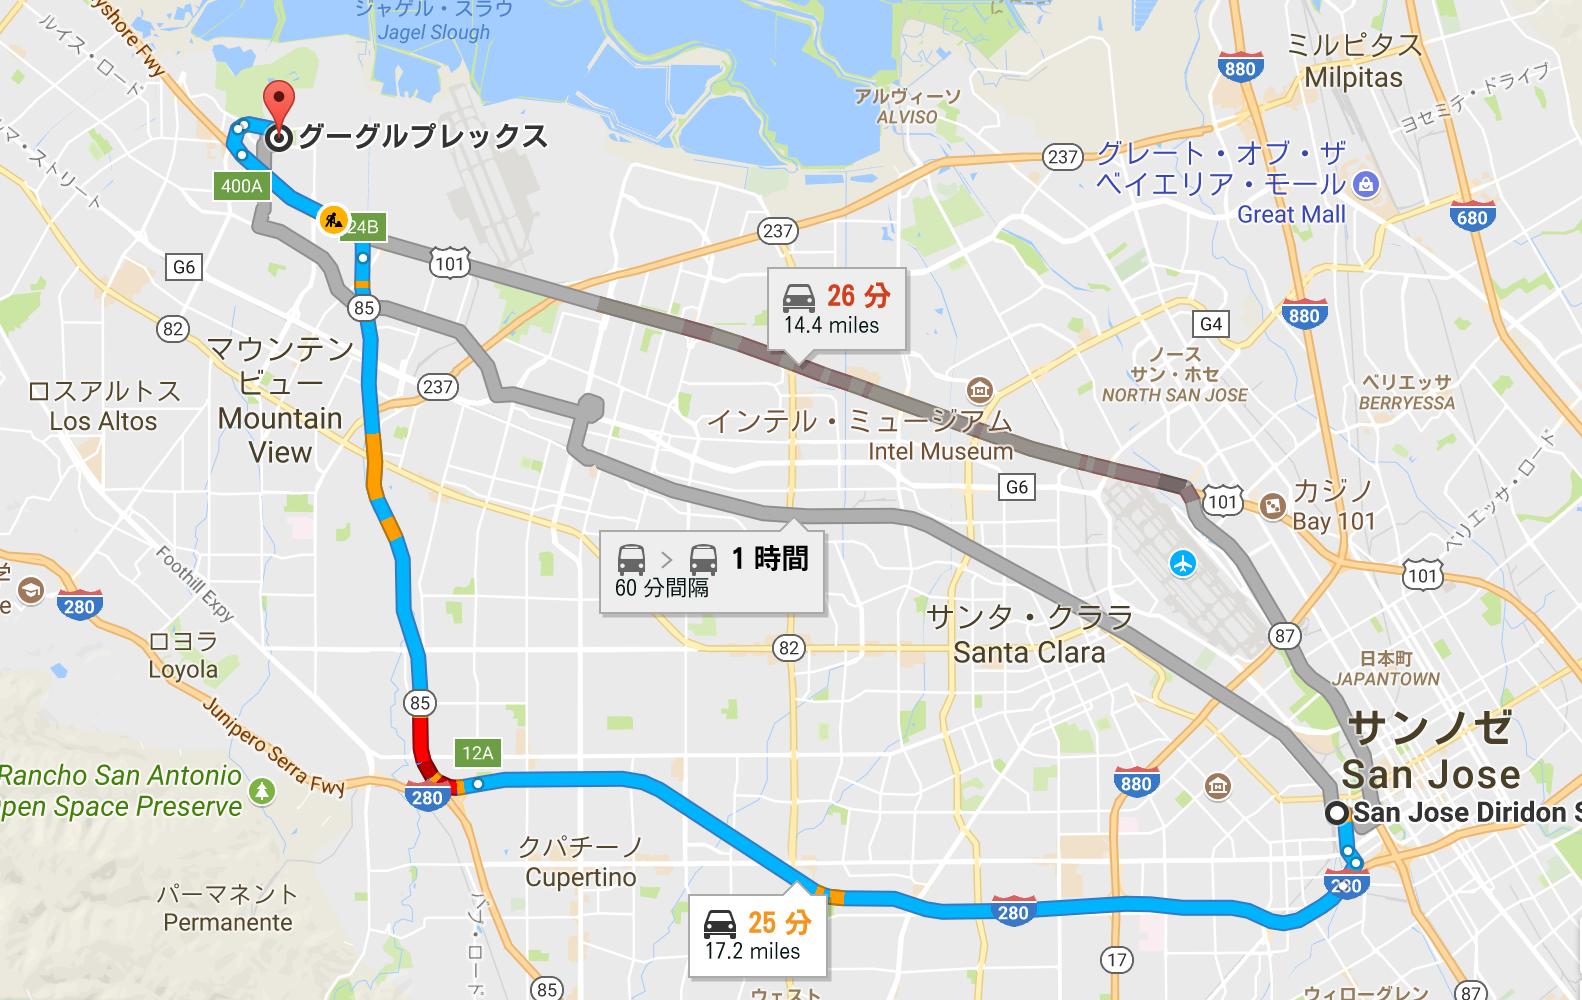 ジャゲル・スラウ
Jagel Slough
yshore Fwy
ルイス・ロード
マ・ストリート
グーグルプレックス
400A
24B
G6
82
101
85
237
237
237
アルヴィーソ
ALVISO
880
ミルピタス
Milpitas
ヨセミテ・ドライブ
グレート・オブ・ザ
ベイエリア・モール
Great Mall
680
880
G4
26 分
14.4 miles
マウンテン
ビュー
Mountain
View
ロスアルトス
Los Altos
ノース
サン・ホセ
NORTH SAN JOSE
ベリエッサ
BERRYESSA
インテル・ミュージアム
Intel Museum
G6
101
カジノ
Bay 101
ベリエッサ・ロード
101
1 時間
60 分間隔
Foothill Expy
280
ロヨラ
Loyola
サンタ・クララ
Santa Clara
82
87
日本町
JAPANTOWN
85
Junipero Serra Fwy
12A
280
Rancho San Antonio
pen Space Preserve
サンノゼ
San Jose
San Jose Diridon S
880
クパチーノ
Cupertino
パーマネント
Permanente
バブ・ロード
25 分
17.2 miles
280
280
17
85
ウェスト
ウィローグレン
87